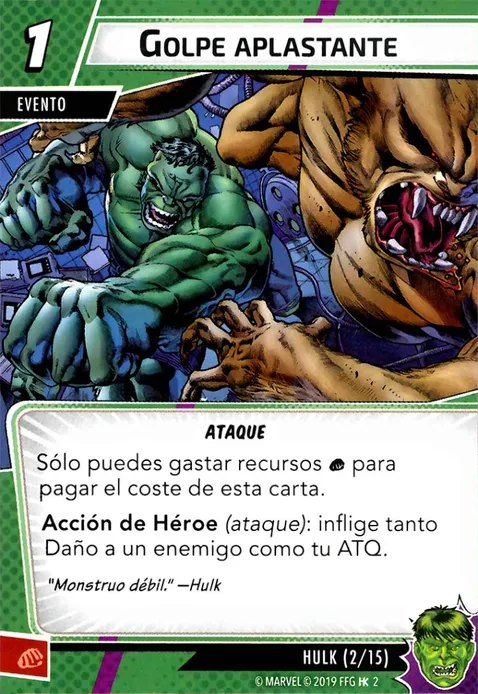 1
GOLPE APLASTANTE
EVENTO
ATAQUE
Sólo puedes gastar recursos para
pagar el coste de esta carta.
Acción de Héroe (ataque): inflige tanto
Daño a un enemigo como tu ATQ.
"Monstruo débil." —Hulk
HULK (2/15)
© MARVEL © 2019 FFG HK 2